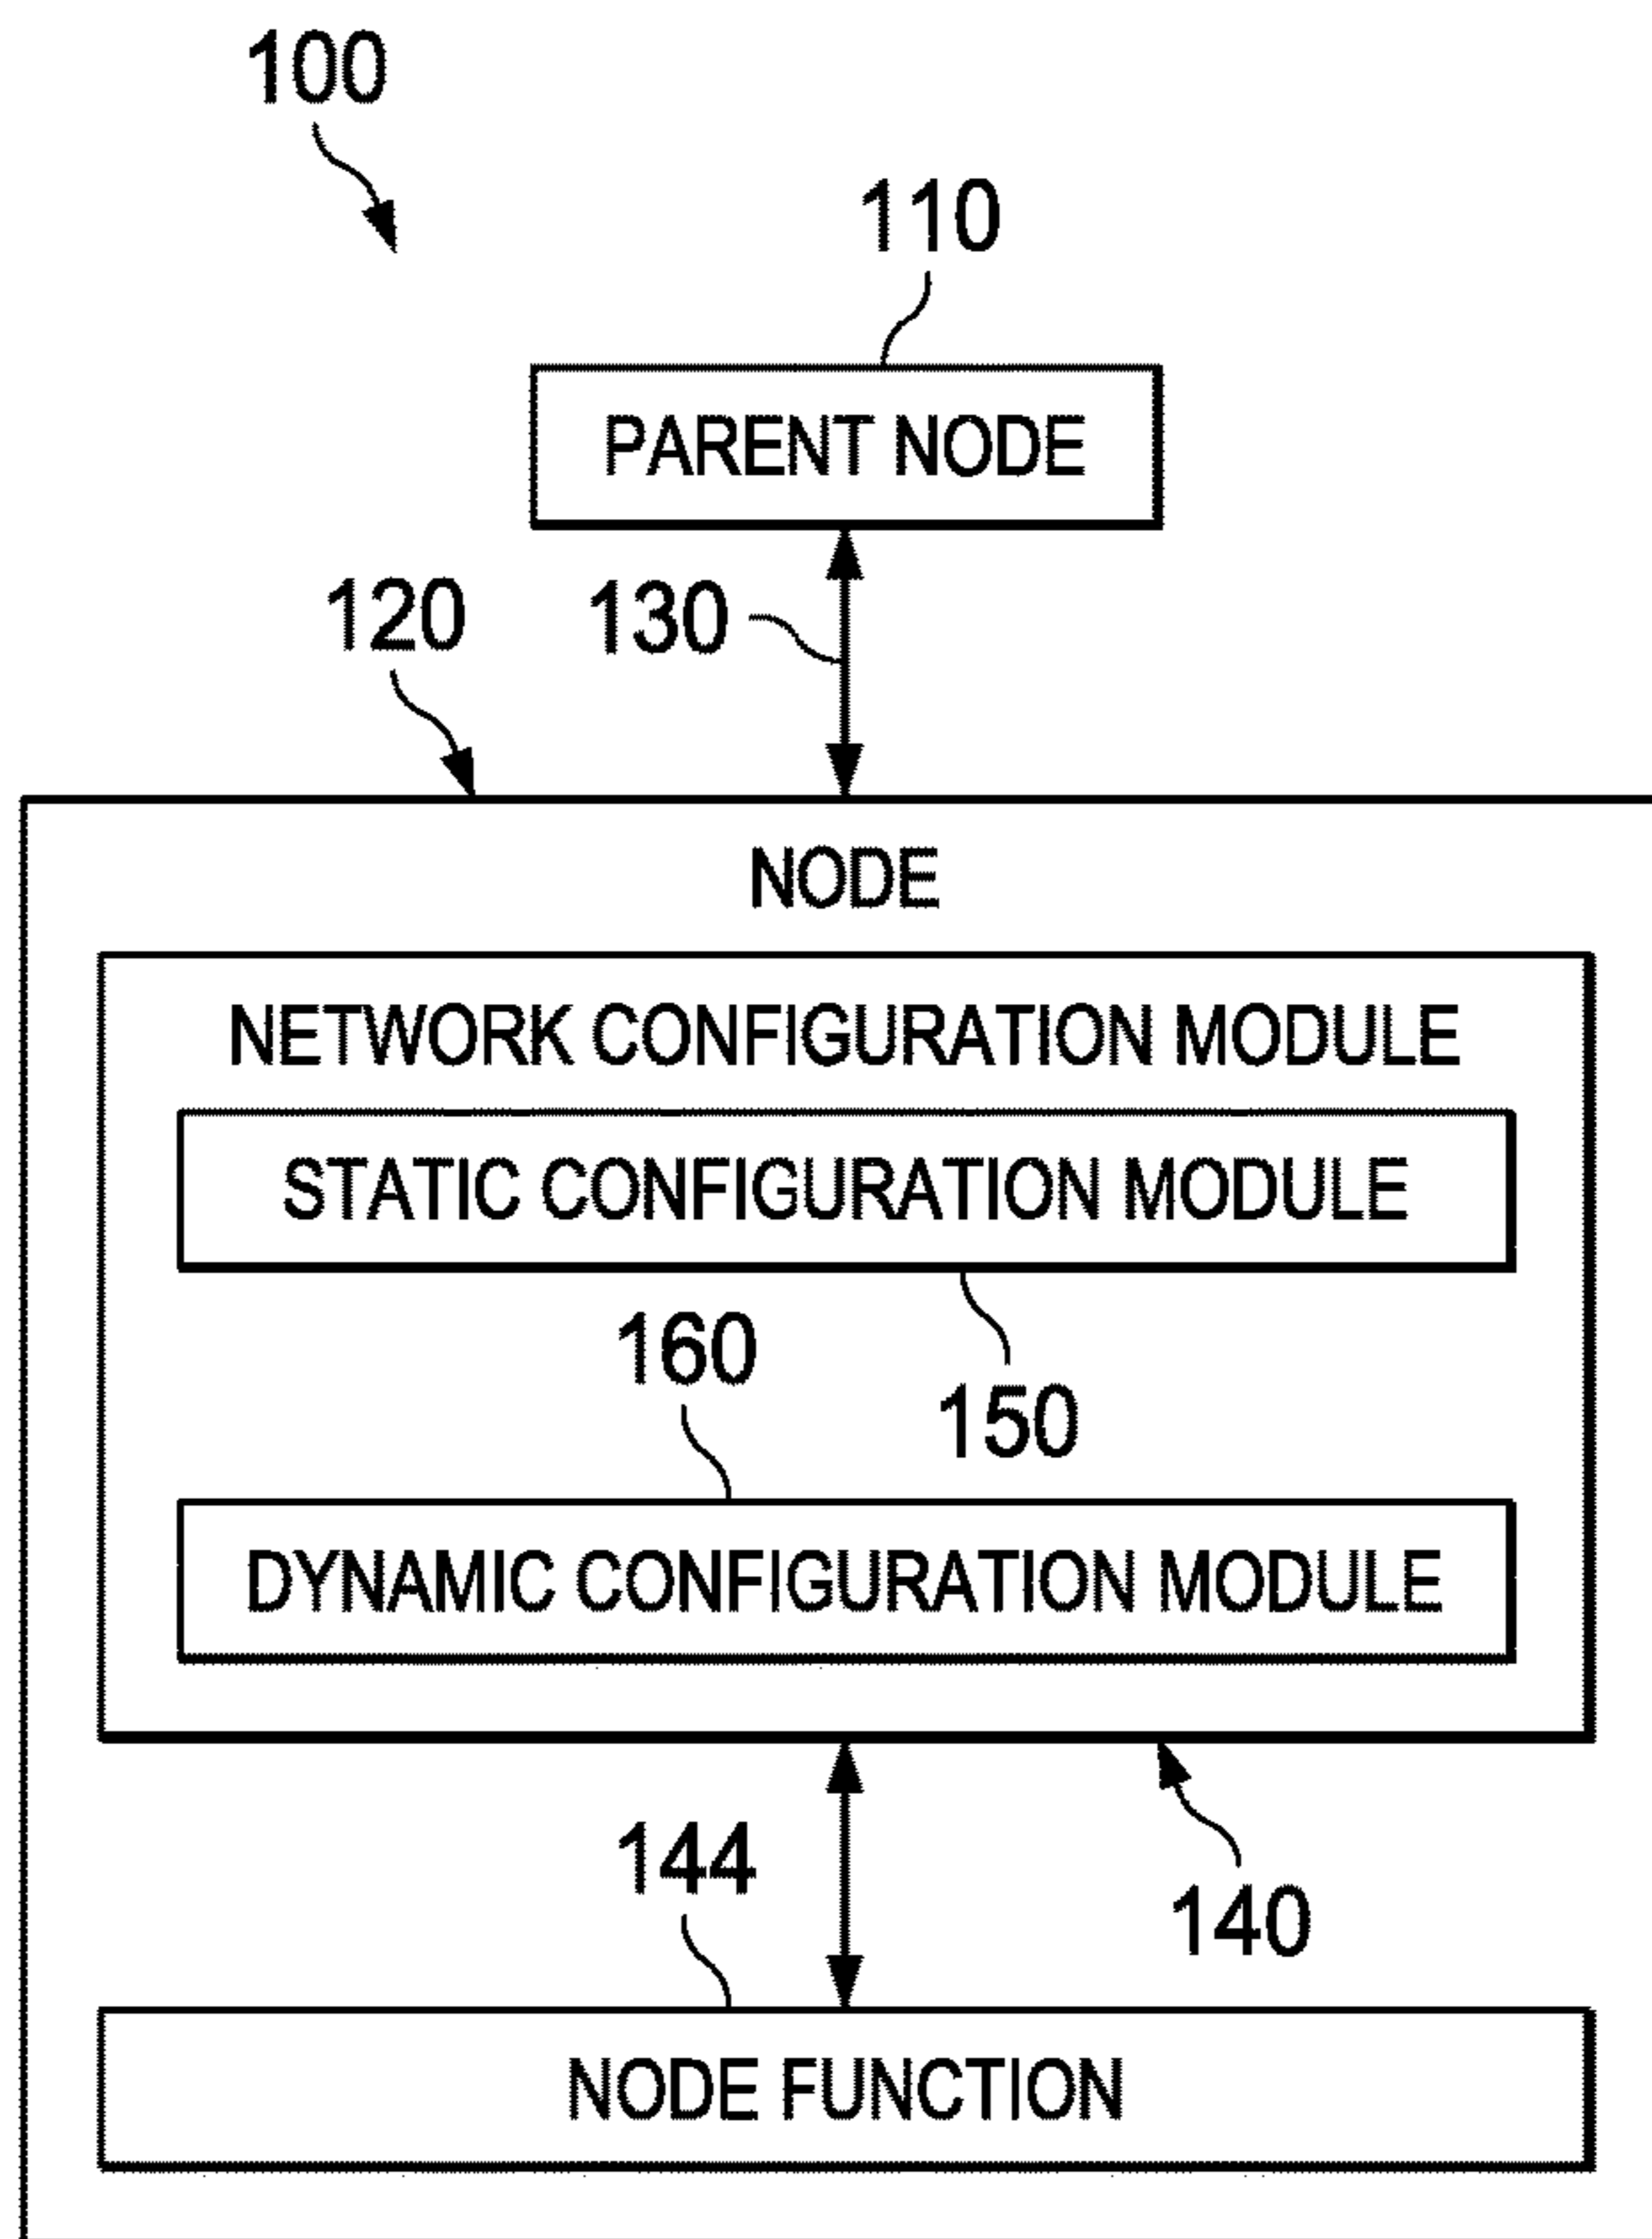 100
110
PARENT NODE
120
130
NODE
NETWORK CONFIGURATION MODULE
STATIC CONFIGURATION MODULE
160
150
DYNAMIC CONFIGURATION MODULE
144
140
NODE FUNCTION